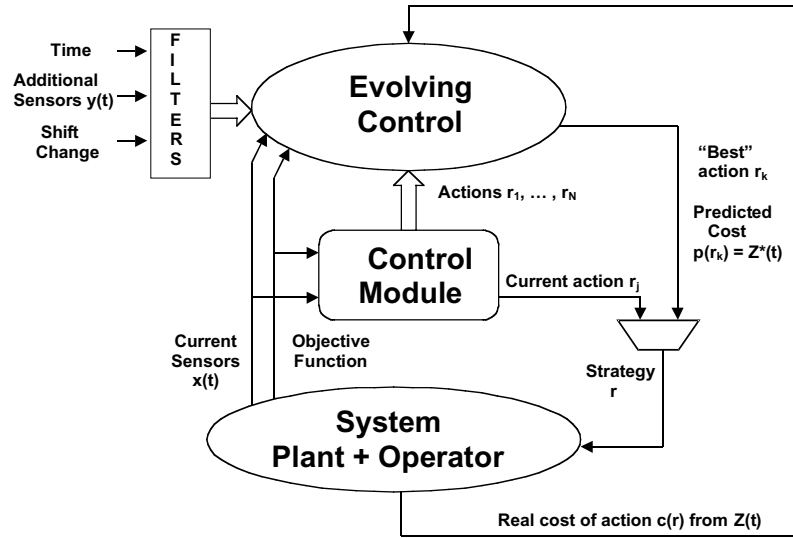 Time
Additional
Sensors y(t)
Shift
Change
F
I
L
T
E
R
S
Evolving
Control
"Best"
action rₖ
Predicted
Cost
p(rₖ) = Z*(t)
Actions r₁, … , r_N
Control
Module
Current action rⱼ
Current
Sensors
x(t)
Objective
Function
Strategy
r
System
Plant + Operator
Real cost of action c(r) from Z(t)